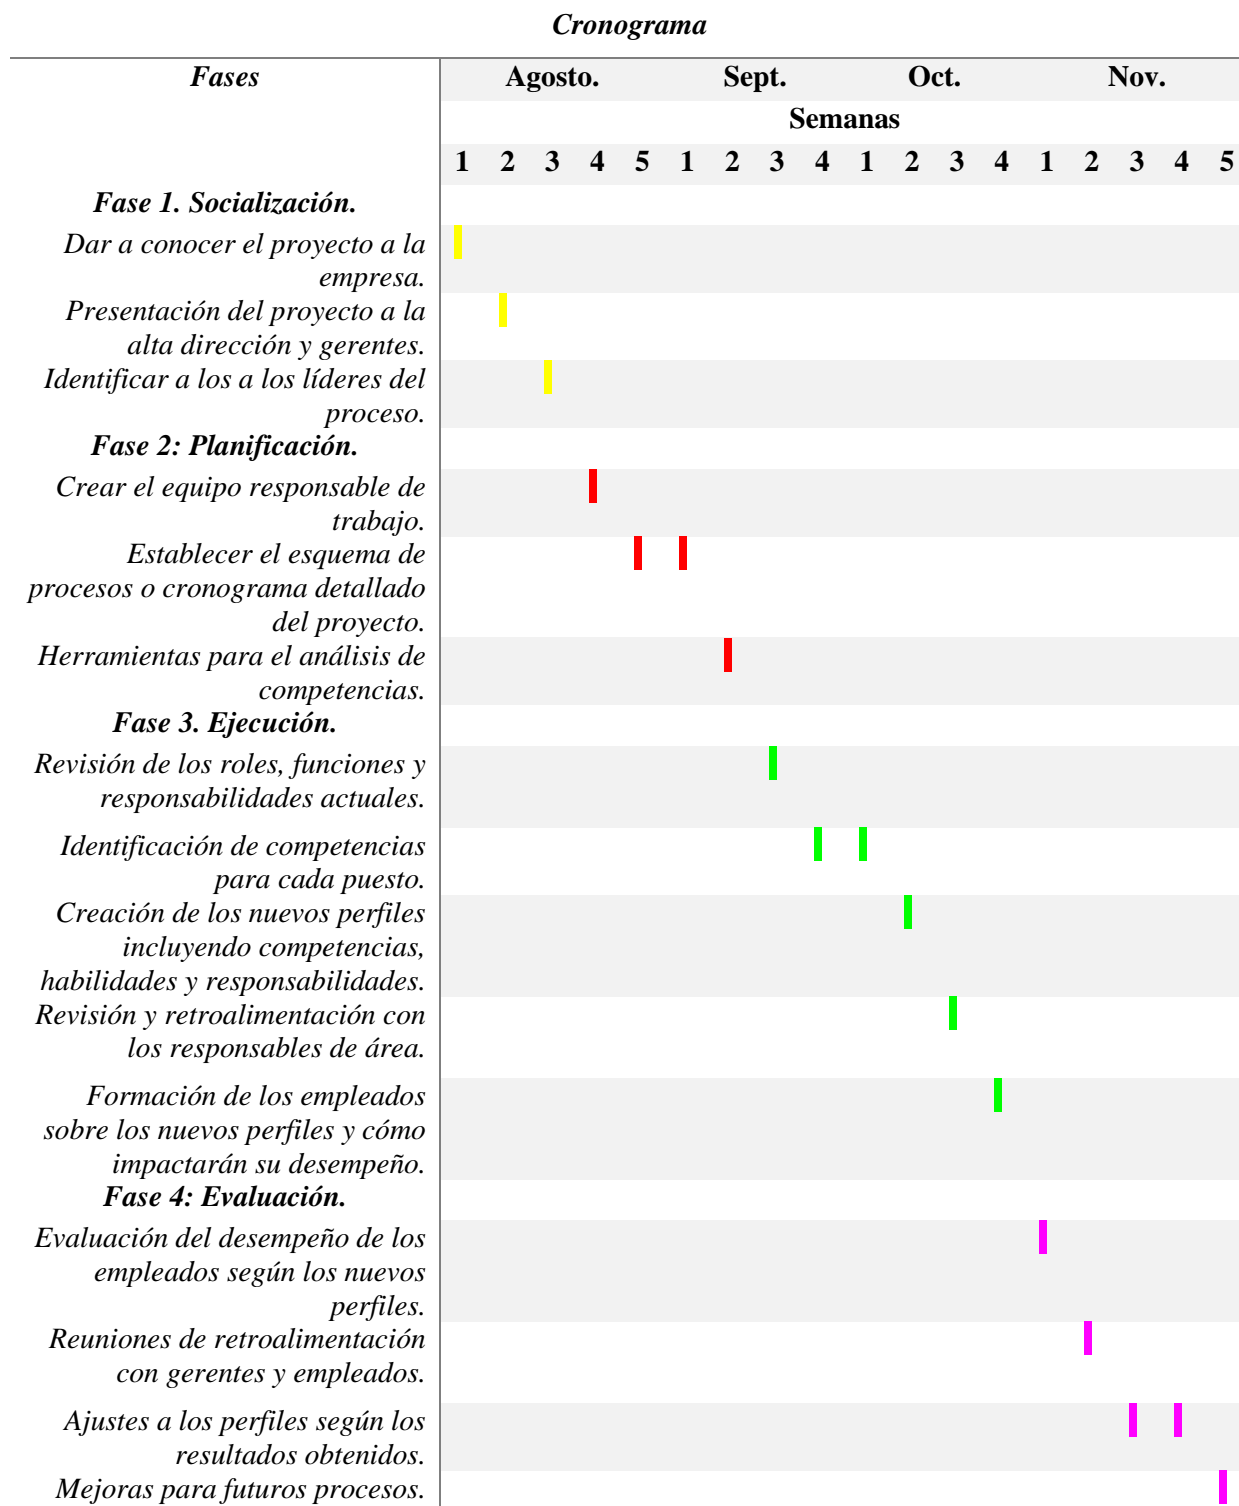 Cronograma
Fases Agosto. Sept. Oct. Nov.
Semanas
1 2 3 4 5 1 2 3 4 1 2 3 4 1 2 3 4 5
Fase 1. Socialización.
Dar a conocer el proyecto a la
empresa.
Presentación del proyecto a la
alta dirección y gerentes.
Identificar a los a los líderes del
proceso.
Fase 2: Planificación.
Crear el equipo responsable de
trabajo.
Establecer el esquema de
procesos o cronograma detallado
del proyecto.
Herramientas para el análisis de
competencias.
Fase 3. Ejecución.
Revisión de los roles, funciones y
responsabilidades actuales.
Identificación de competencias
para cada puesto.
Creación de los nuevos perfiles
incluyendo competencias,
habilidades y responsabilidades.
Revisión y retroalimentación con
los responsables de área.
Formación de los empleados
sobre los nuevos perfiles y cómo
impactarán su desempeño.
Fase 4: Evaluación.
Evaluación del desempeño de los
empleados según los nuevos
perfiles.
Reuniones de retroalimentación
con gerentes y empleados.
Ajustes a los perfiles según los
resultados obtenidos.
Mejoras para futuros procesos.